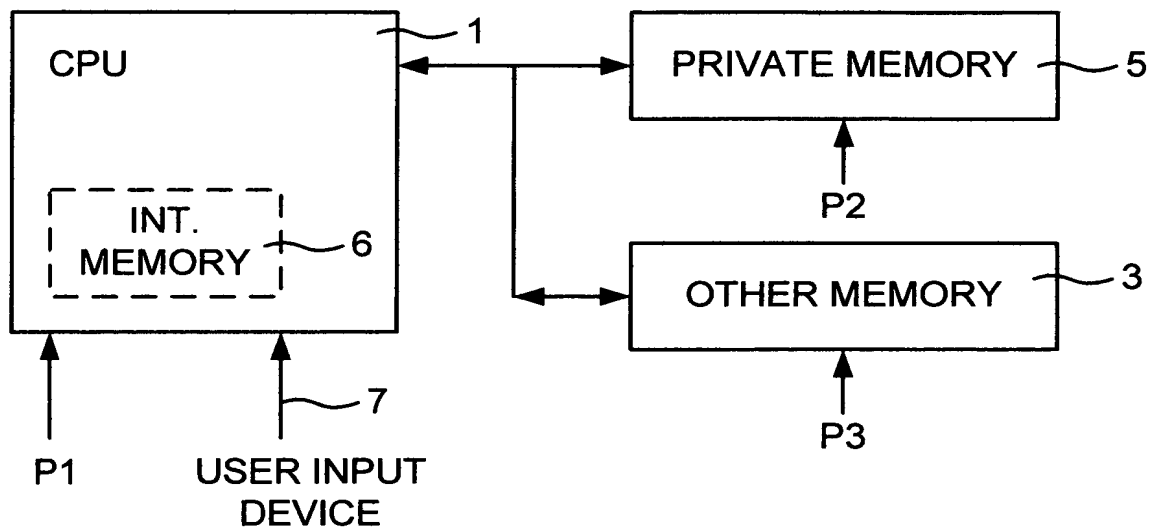 CPU
1
INT.
MEMORY
6
PRIVATE MEMORY
5
P2
OTHER MEMORY
3
P3
7
P1
USER INPUT
DEVICE